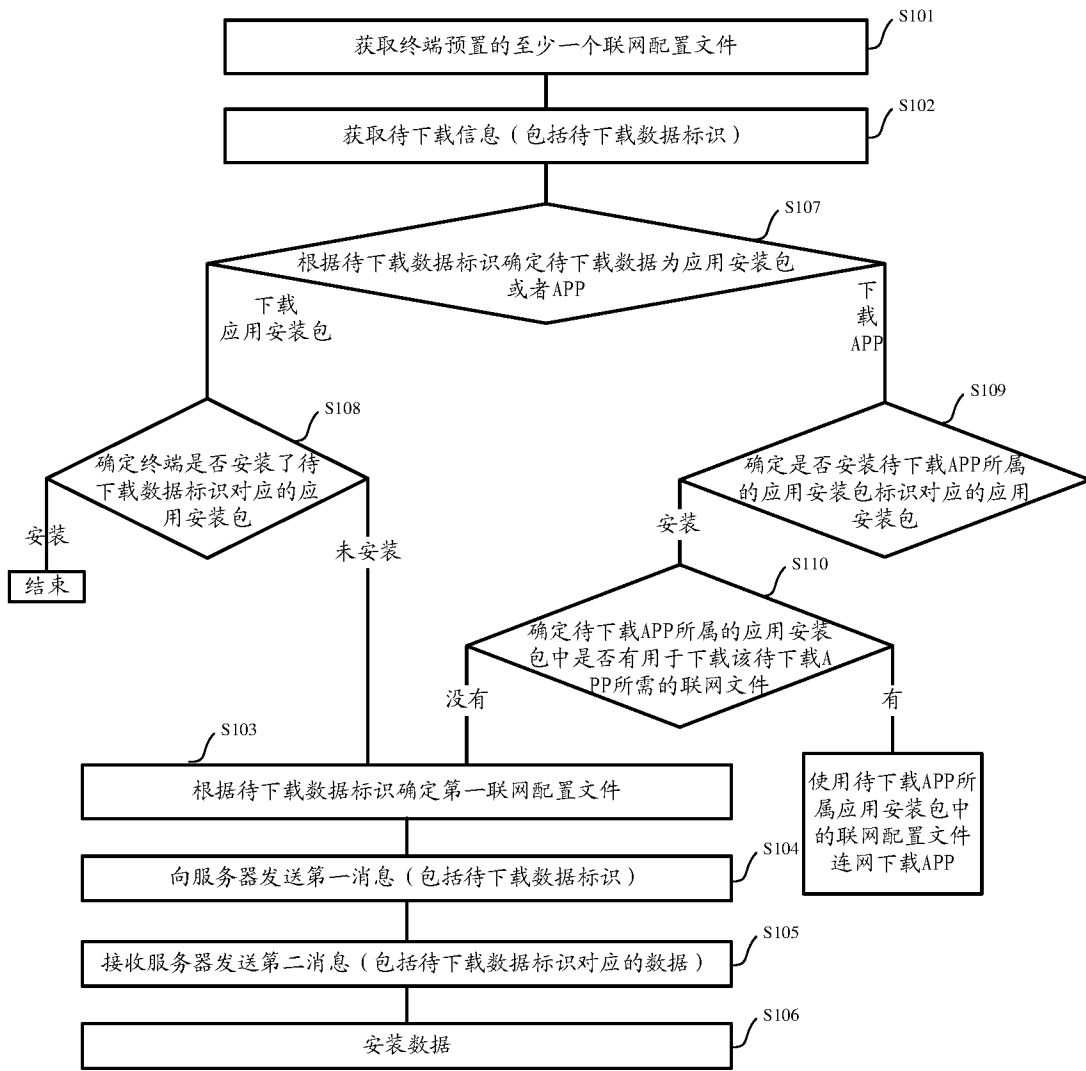 S101
获取终端预置的至少一个联网配置文件
S102
获取待下载信息（包括待下载数据标识）
S107
根据待下载数据标识确定待下载数据为应用安装包
或者APP
下载
应用安装包
下
载
APP
S108
确定终端是否安装了待
下载数据标识对应的应
用安装包
S109
确定是否安装待下载APP所属
的应用安装包标识对应的应用
安装包
安装
未安装
安装
结束
S110
确定待下载APP所属的应用安装
包中是否有用于下载该待下载A
PP所需的联网文件
没有
有
S103
根据待下载数据标识确定第一联网配置文件
使用待下载APP所
属应用安装包中
的联网配置文件
连网下载APP
S104
向服务器发送第一消息（包括待下载数据标识）
S105
接收服务器发送第二消息（包括待下载数据标识对应的数据）
S106
安装数据